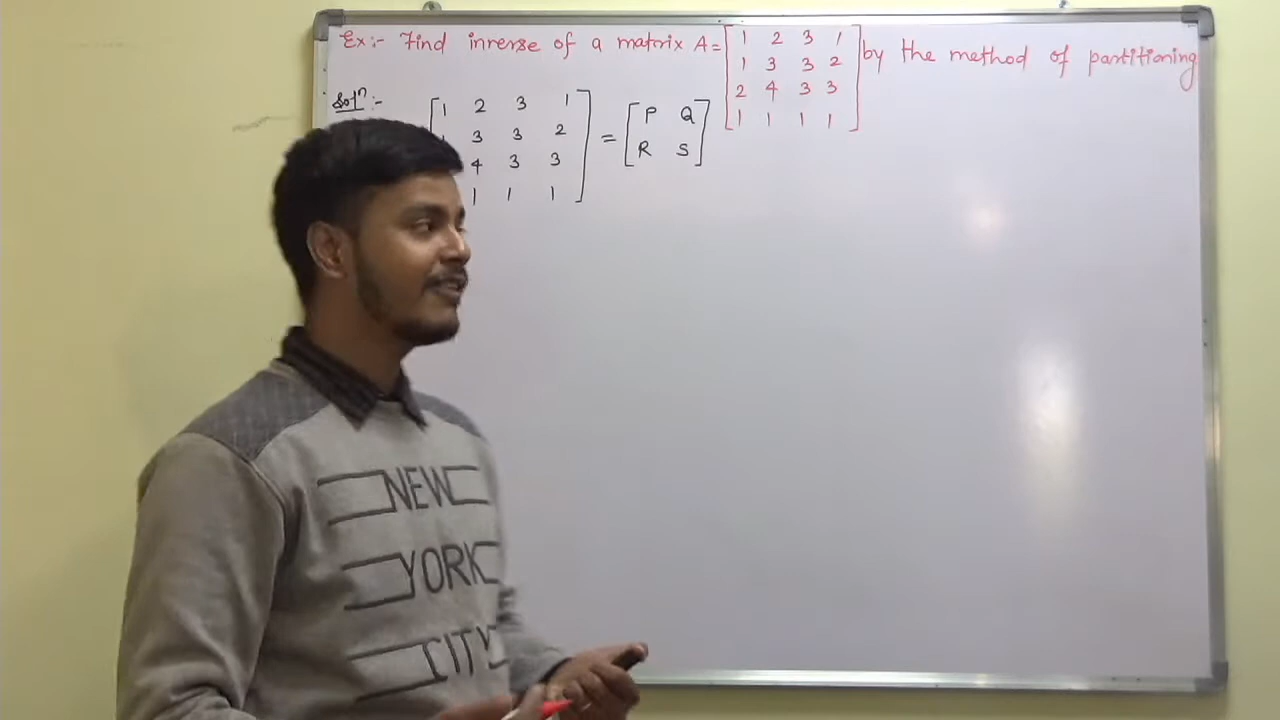 Ex:- Find inverse of a matrix A = [1 2 3 1 by the method of partitioning
1 3 3 2
2 4 3 3
1 1 1 1]
Solⁿ:-
[1 2 3 1
3 3 2
4 3 3
1 1 1] = [P Q
R S]
NEW
YORK
CITY